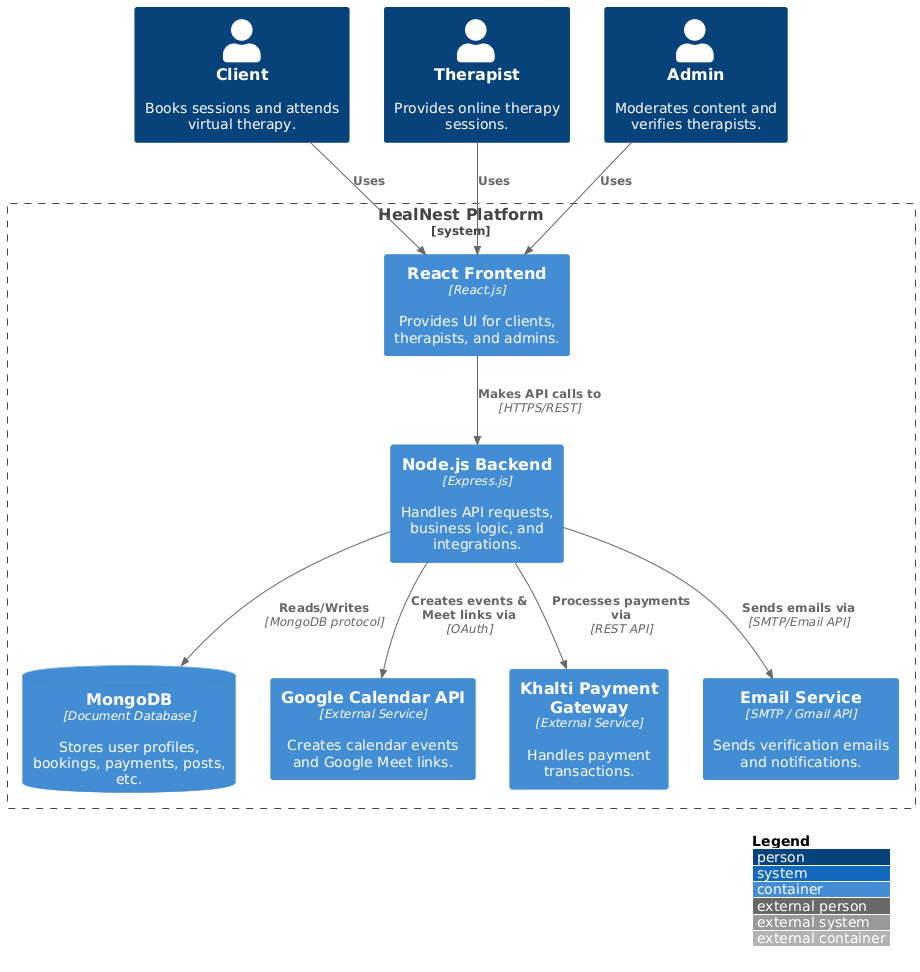 Client
Books sessions and attends
virtual therapy.
Therapist
Provides online therapy
sessions.
Admin
Moderates content and
verifies therapists.
Uses
Uses
Uses
HealNest Platform
[system]
React Frontend
[React.js]
Provides UI for clients,
therapists, and admins.
Makes API calls to
[HTTPS/REST]
Node.js Backend
[Express.js]
Handles API requests,
business logic, and
integrations.
Reads/Writes
[MongoDB protocol]
Creates events &
Meet links via
[OAuth]
Processes payments
via
[REST API]
Sends emails via
[SMTP/Email API]
MongoDB
[Document Database]
Stores user profiles,
bookings, payments, posts,
etc.
Google Calendar API
[External Service]
Creates calendar events
and Google Meet links.
Khalti Payment
Gateway
[External Service]
Handles payment
transactions.
Email Service
[SMTP / Gmail API]
Sends verification emails
and notifications.
Legend
person
system
container
external person
external system
external container